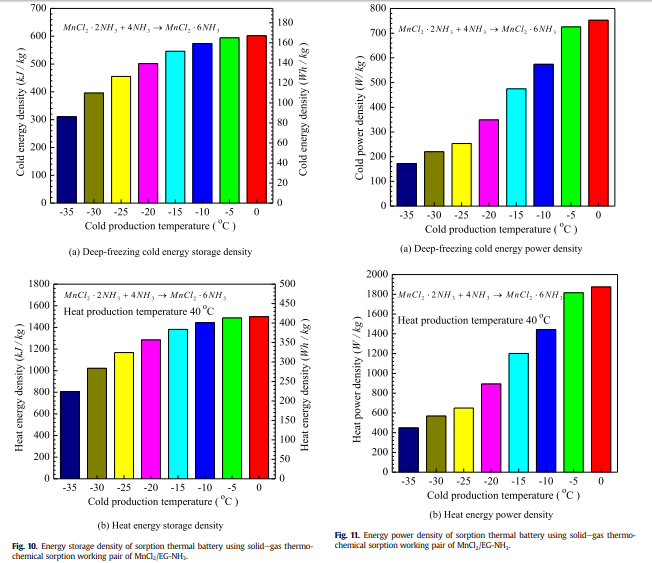 700
600
500
400
300
200
100
0
180
160
140
120
100
80
60
40
20
0
MnCl₂ · 2NH₃ + 4NH₃ → MnCl₂ · 6NH₃
Cold energy density (kJ / kg)
Cold energy density (Wh / kg)
-35 -30 -25 -20 -15 -10 -5 0
Cold production temperature ( °C )
(a) Deep-freezing cold energy storage density
1800
1600
1400
1200
1000
800
600
400
200
0
500
450
400
350
300
250
200
150
100
50
0
MnCl₂ · 2NH₃ + 4NH₃ → MnCl₂ · 6NH₃
Heat production temperature 40 °C
Heat energy density (kJ / kg)
Heat energy density (Wh / kg)
-35 -30 -25 -20 -15 -10 -5 0
Cold production temperature ( °C )
(b) Heat energy storage density
Fig. 10. Energy storage density of sorption thermal battery using solid–gas thermo-
chemical sorption working pair of MnCl₂/EG-NH₃.
800
700
600
500
400
300
200
100
0
MnCl₂ · 2NH₃ + 4NH₃ → MnCl₂ · 6NH₃
Cold power density (W/ kg)
-35 -30 -25 -20 -15 -10 -5 0
Cold production temperature ( °C )
(a) Deep-freezing cold energy power density
2000
1800
1600
1400
1200
1000
800
600
400
200
0
MnCl₂ · 2NH₃ + 4NH₃ → MnCl₂ · 6NH₃
Heat production temperature 40 °C
Heat power density (W / kg)
-35 -30 -25 -20 -15 -10 -5 0
Cold production temperature ( °C )
(b) Heat energy power density
Fig. 11. Energy power density of sorption thermal battery using solid–gas thermo-
chemical sorption working pair of MnCl₂/EG-NH₃.